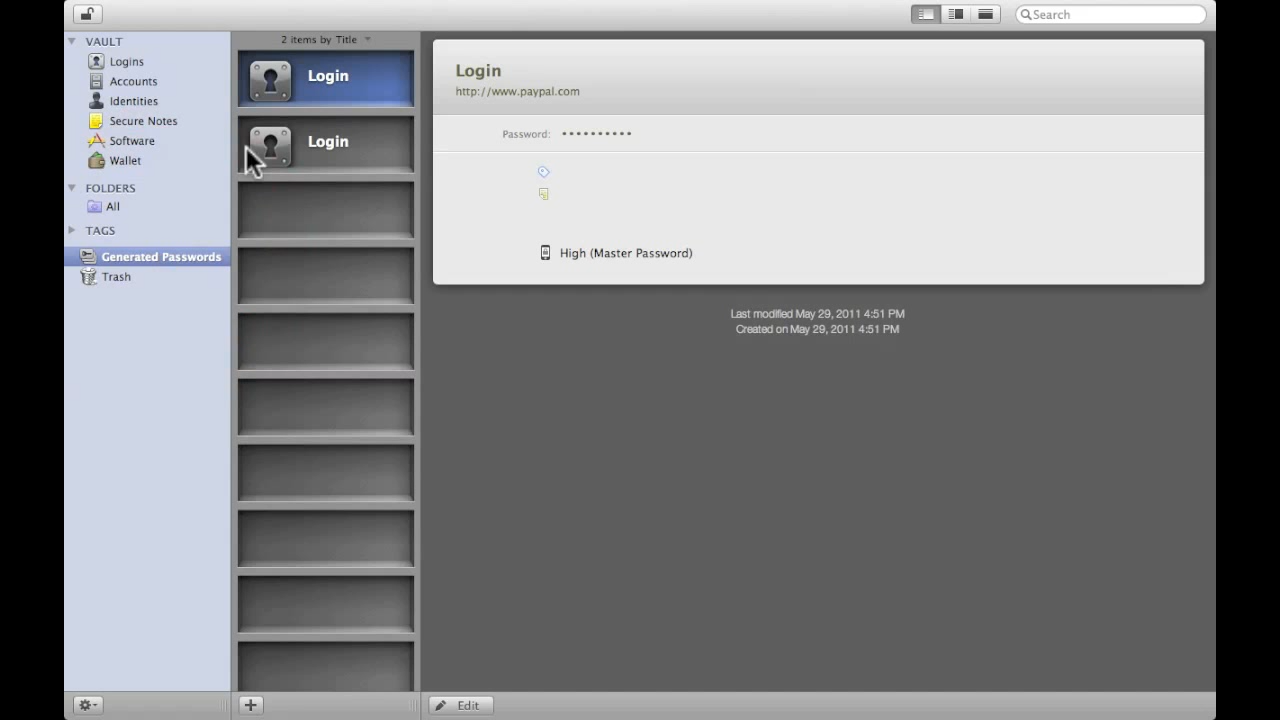 Search
VAULT
Logins
Accounts
Identities
Secure Notes
Software
Wallet
FOLDERS
All
TAGS
Generated Passwords
Trash
2 items by Title
Login
Login
Login
http://www.paypal.com
Password: ••••••••••
High (Master Password)
Last modified May 29, 2011 4:51 PM
Created on May 29, 2011 4:51 PM
Edit